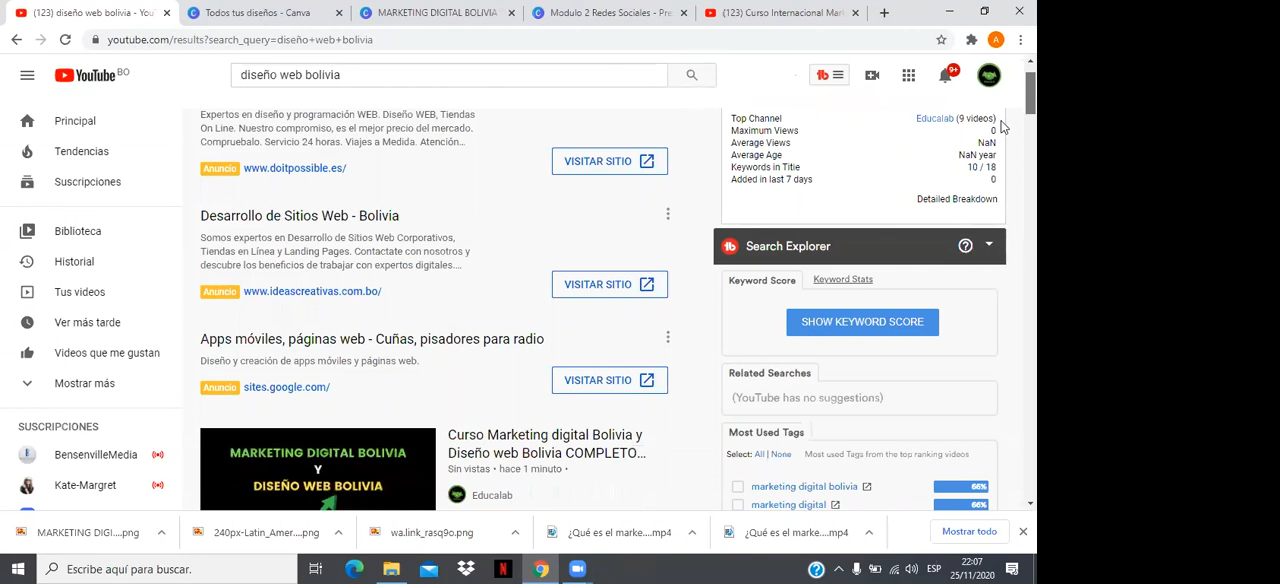 (123) diseño web bolivia - You
Todos tus diseños - Canva
MARKETING DIGITAL BOLIVIA
Modulo 2 Redes Sociales - Pre
(123) Curso Internacional Mar
youtube.com/results?search_query=diseño+web+bolivia
A
YouTube BO
diseño web bolivia
tb
9+
Principal
Tendencias
Suscripciones
Biblioteca
Historial
Tus videos
Ver más tarde
Videos que me gustan
Mostrar más
SUSCRIPCIONES
BensenvilleMedia
Kate-Margret
Expertos en diseño y programación WEB. Diseño WEB, Tiendas
On Line. Nuestro compromiso, es el mejor precio del mercado.
Compruebalo. Servicio 24 horas. Viajes a Medida. Atención…
Anuncio www.doitpossible.es/
VISITAR SITIO
Desarrollo de Sitios Web - Bolivia
Somos expertos en Desarrollo de Sitios Web Corporativos,
Tiendas en Línea y Landing Pages. Contactate con nosotros y
descubre los beneficios de trabajar con expertos digitales.…
Anuncio www.ideascreativas.com.bo/
VISITAR SITIO
Apps móviles, páginas web - Cuñas, pisadores para radio
Diseño y creación de apps móviles y páginas web.
Anuncio sites.google.com/
VISITAR SITIO
MARKETING DIGITAL BOLIVIA
Y
DISEÑO WEB BOLIVIA
Curso Marketing digital Bolivia y
Diseño web Bolivia COMPLETO…
Sin vistas • hace 1 minuto •
Educalab
Top Channel Educalab (9 videos)
Maximum Views 0
Average Views NaN
Average Age NaN year
Keywords in Title 10 / 18
Added in last 7 days 0
Detailed Breakdown
tb Search Explorer
Keyword Score Keyword Stats
SHOW KEYWORD SCORE
Related Searches
(YouTube has no suggestions)
Most Used Tags
Select: All | None Most used Tags from the top ranking videos
marketing digital bolivia 66%
marketing digital 66%
MARKETING DIGI....png
240px-Latin_Amer....png
wa.link_rasq9o.png
¿Qué es el marke....mp4
¿Qué es el marke....mp4
Mostrar todo
Escribe aquí para buscar.
N
ESP
22:07
25/11/2020